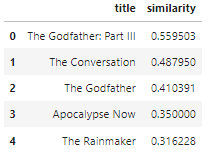 title similarity
0 The Godfather: Part III 0.559503
1 The Conversation 0.487950
2 The Godfather 0.410391
3 Apocalypse Now 0.350000
4 The Rainmaker 0.316228